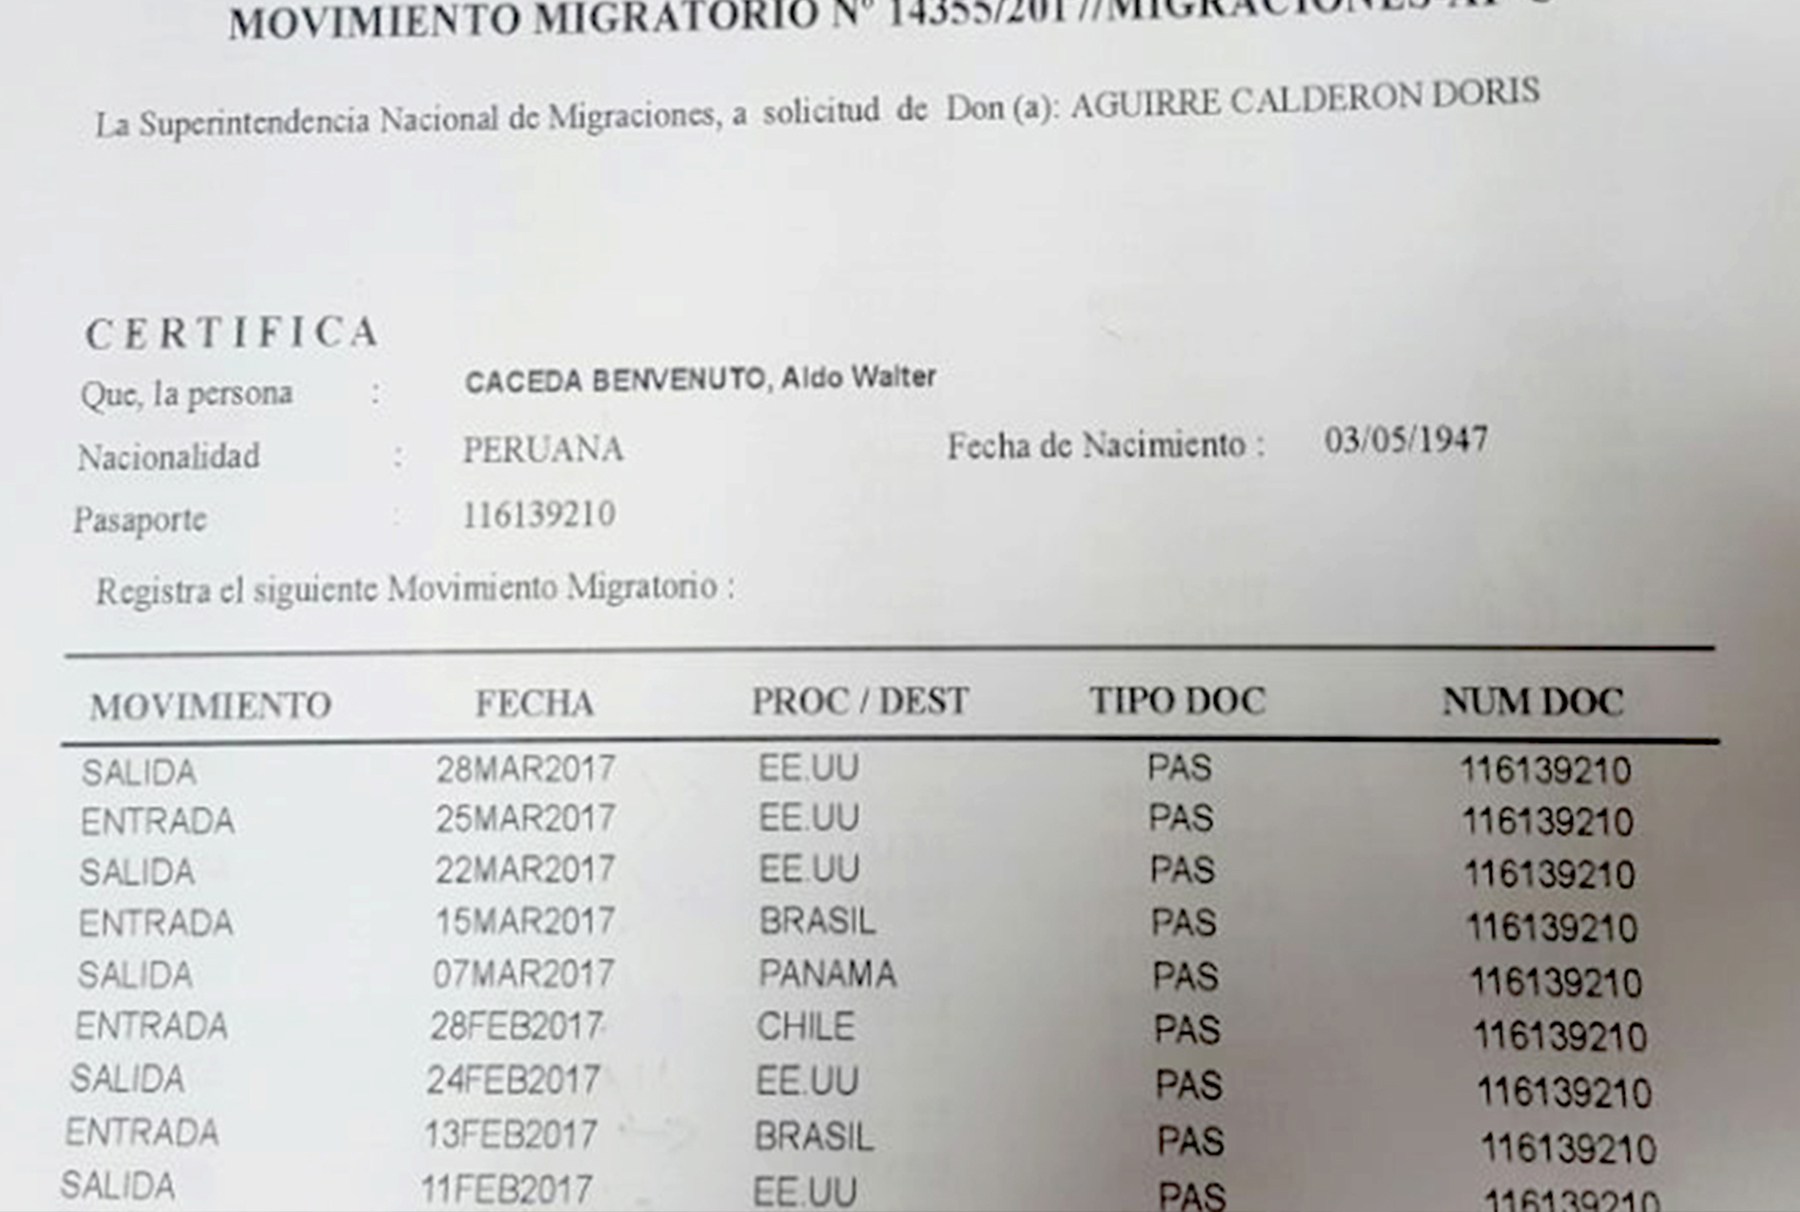 MOVIMIENTO MIGRATORIO Nº 14355/2017/MIGRACIONES-AF-C
La Superintendencia Nacional de Migraciones, a solicitud de Don (a): AGUIRRE CALDERON DORIS
CERTIFICA
Que, la persona : CACEDA BENVENUTO, Aldo Walter
Nacionalidad : PERUANA Fecha de Nacimiento : 03/05/1947
Pasaporte : 116139210
Registra el siguiente Movimiento Migratorio :
MOVIMIENTO FECHA PROC / DEST TIPO DOC NUM DOC
SALIDA 28MAR2017 EE.UU PAS 116139210
ENTRADA 25MAR2017 EE.UU PAS 116139210
SALIDA 22MAR2017 EE.UU PAS 116139210
ENTRADA 15MAR2017 BRASIL PAS 116139210
SALIDA 07MAR2017 PANAMA PAS 116139210
ENTRADA 28FEB2017 CHILE PAS 116139210
SALIDA 24FEB2017 EE.UU PAS 116139210
ENTRADA 13FEB2017 BRASIL PAS 116139210
SALIDA 11FEB2017 EE.UU PAS 116139210